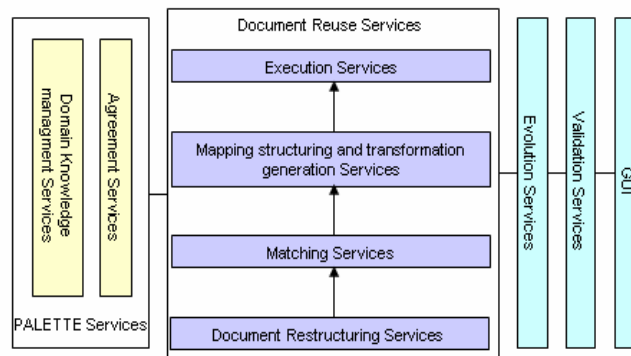 Document Reuse Services
Execution Services
Mapping structuring and transformation
generation Services
Matching Services
Document Restructuring Services
Domain Knowledge
managment Services
Agreement Services
PALETTE Services
Evolution Services
Validation Services
GUI